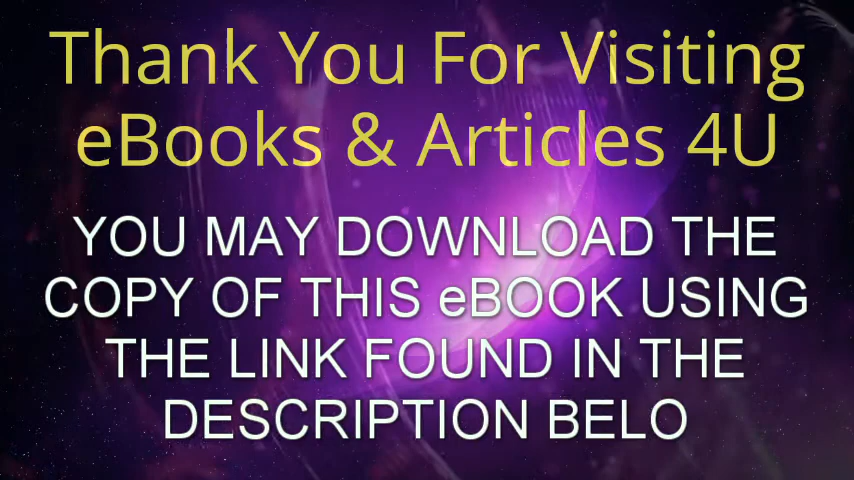 Thank You For Visiting
eBooks & Articles 4U
YOU MAY DOWNLOAD THE
COPY OF THIS eBOOK USING
THE LINK FOUND IN THE
DESCRIPTION BELO